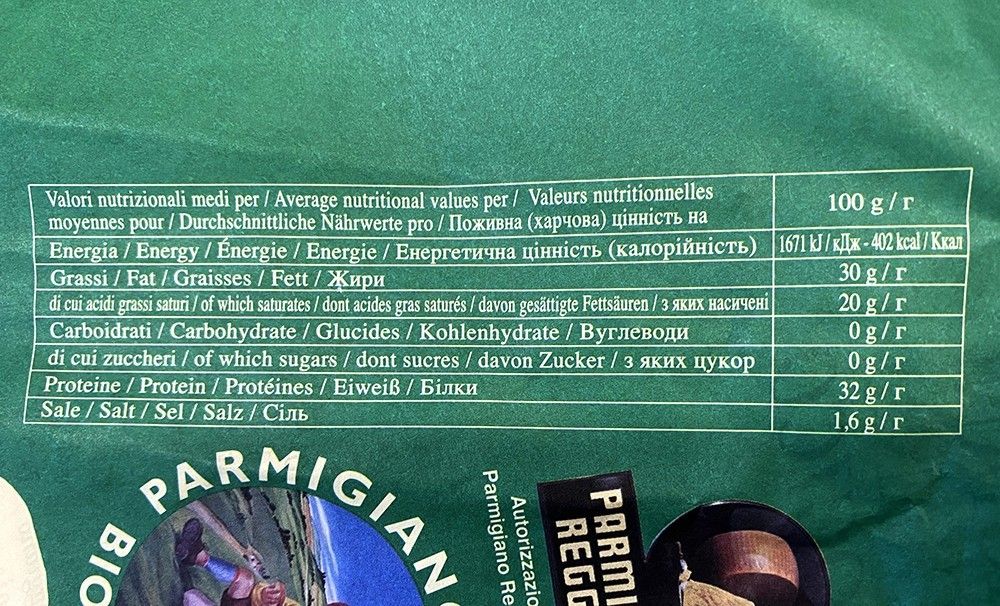 Valori nutrizionali medi per / Average nutritional values per / Valeurs nutritionnelles
moyennes pour / Durchschnittliche Nährwerte pro / Поживна (харчова) цінність на
100 g / г
Energia / Energy / Énergie / Energie / Енергетична цінність (калорійність)
1671 kJ / кДж - 402 kcal / Ккал
Grassi / Fat / Graisses / Fett / Жири
30 g / г
di cui acidi grassi saturi / of which saturates / dont acides gras saturés / davon gesättigte Fettsäuren / з яких насичені
20 g / г
Carboidrati / Carbohydrate / Glucides / Kohlenhydrate / Вуглеводи
0 g / г
di cui zuccheri / of which sugars / dont sucres / davon Zucker / з яких цукор
0 g / г
Proteine / Protein / Protéines / Eiweiß / Білки
32 g / г
Sale / Salt / Sel / Salz / Сіль
1,6 g / г
BIO PARMIGIAN
Autorizzazio
Parmigiano Re
PARMI
REGG